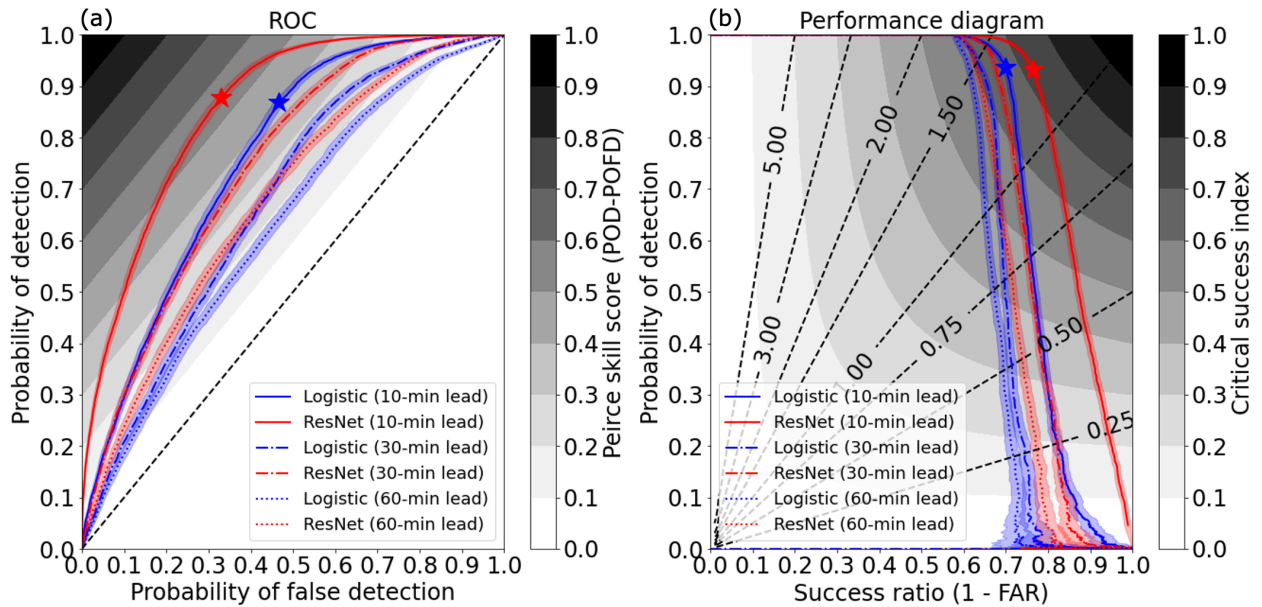 (a)
ROC
1.0
0.9
0.8
0.7
0.6
0.5
0.4
0.3
0.2
0.1
0.0
Probability of detection
0.0 0.1 0.2 0.3 0.4 0.5 0.6 0.7 0.8 0.9 1.0
Probability of false detection
Logistic (10-min lead)
ResNet (10-min lead)
Logistic (30-min lead)
ResNet (30-min lead)
Logistic (60-min lead)
ResNet (60-min lead)
1.0
0.9
0.8
0.7
0.6
0.5
0.4
0.3
0.2
0.1
0.0
Peirce skill score (POD-POFD)
(b)
Performance diagram
1.0
0.9
0.8
0.7
0.6
0.5
0.4
0.3
0.2
0.1
0.0
Probability of detection
0.0 0.1 0.2 0.3 0.4 0.5 0.6 0.7 0.8 0.9 1.0
Success ratio (1 - FAR)
5.00
3.00
2.00
1.50
1.00
0.75
0.50
0.25
Logistic (10-min lead)
ResNet (10-min lead)
Logistic (30-min lead)
ResNet (30-min lead)
Logistic (60-min lead)
ResNet (60-min lead)
1.0
0.9
0.8
0.7
0.6
0.5
0.4
0.3
0.2
0.1
0.0
Critical success index